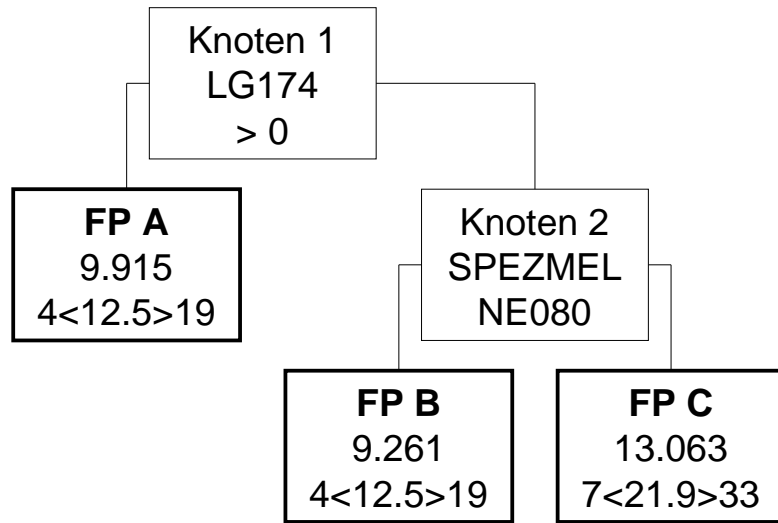 Knoten 1
LG174
> 0
FP A
9.915
4<12.5>19
Knoten 2
SPEZMEL
NE080
FP B
9.261
4<12.5>19
FP C
13.063
7<21.9>33